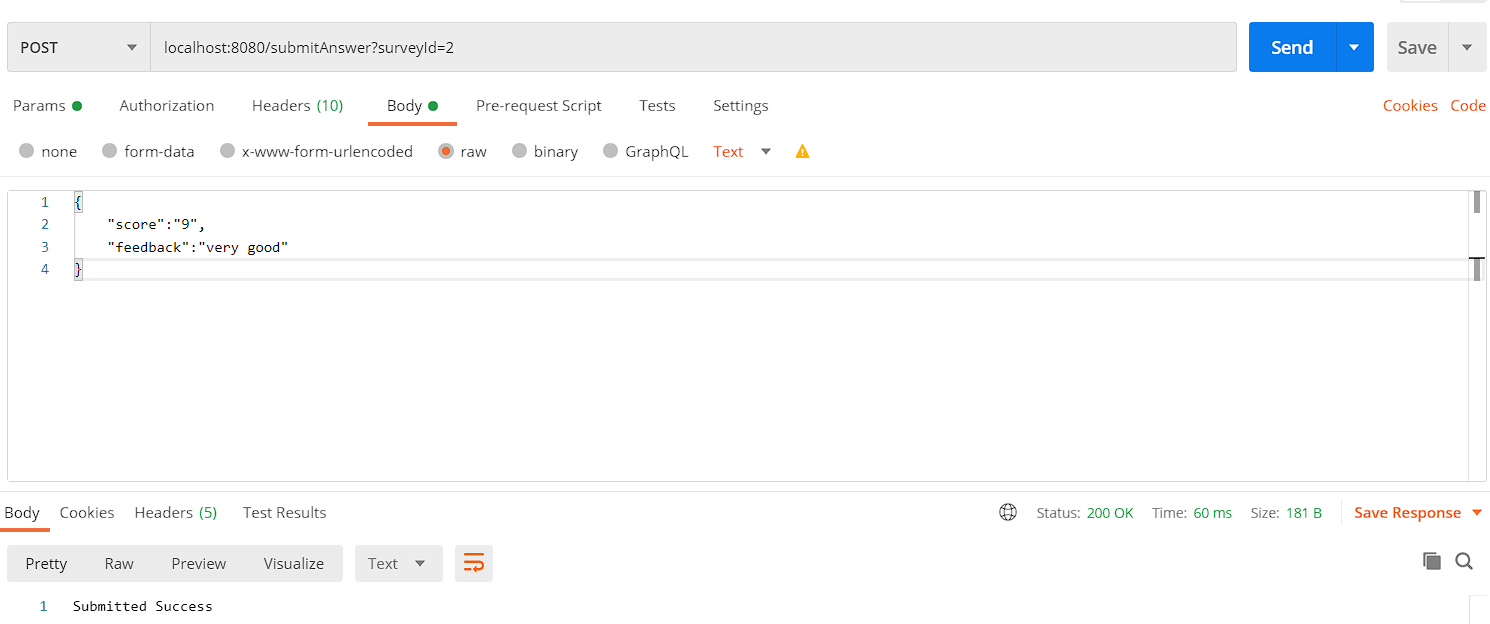 POST localhost:8080/submitAnswer?surveyId=2 Send Save
Params Authorization Headers (10) Body Pre-request Script Tests Settings Cookies Code
none form-data x-www-form-urlencoded raw binary GraphQL Text
1 {
2 "score":"9",
3 "feedback":"very good"
4 }
Body Cookies Headers (5) Test Results Status: 200 OK Time: 60 ms Size: 181 B Save Response
Pretty Raw Preview Visualize Text
1 Submitted Success